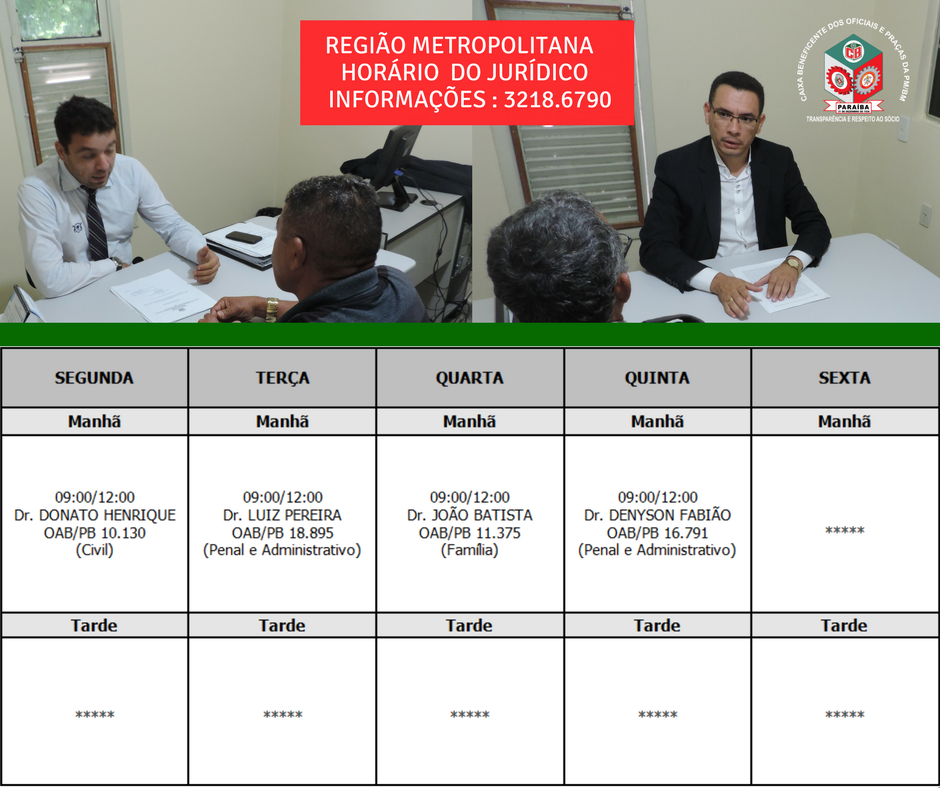 REGIÃO METROPOLITANA
HORÁRIO DO JURÍDICO
INFORMAÇÕES : 3218.6790
CAIXA BENEFICENTE DOS OFICIAIS E PRAÇAS DA PM/BM
CB
PARAÍBA
TRANSPARÊNCIA E RESPEITO AO SÓCIO
SEGUNDA TERÇA QUARTA QUINTA SEXTA
Manhã Manhã Manhã Manhã Manhã
09:00/12:00 09:00/12:00 09:00/12:00 09:00/12:00
Dr. DONATO HENRIQUE Dr. LUIZ PEREIRA Dr. JOÃO BATISTA Dr. DENYSON FABIÃO
OAB/PB 10.130 OAB/PB 18.895 OAB/PB 11.375 OAB/PB 16.791 *****
(Civil) (Penal e Administrativo) (Família) (Penal e Administrativo)
Tarde Tarde Tarde Tarde Tarde
***** ***** ***** ***** *****